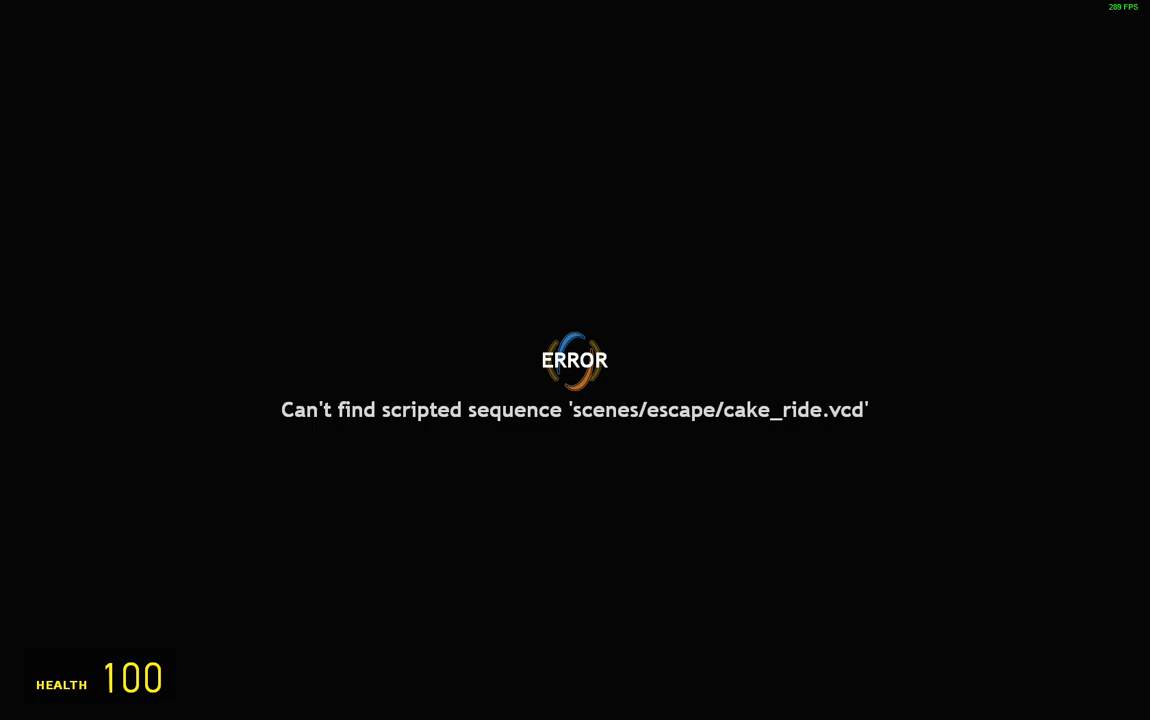 289 FPS
ERROR
Can't find scripted sequence 'scenes/escape/cake_ride.vcd'
HEALTH 100